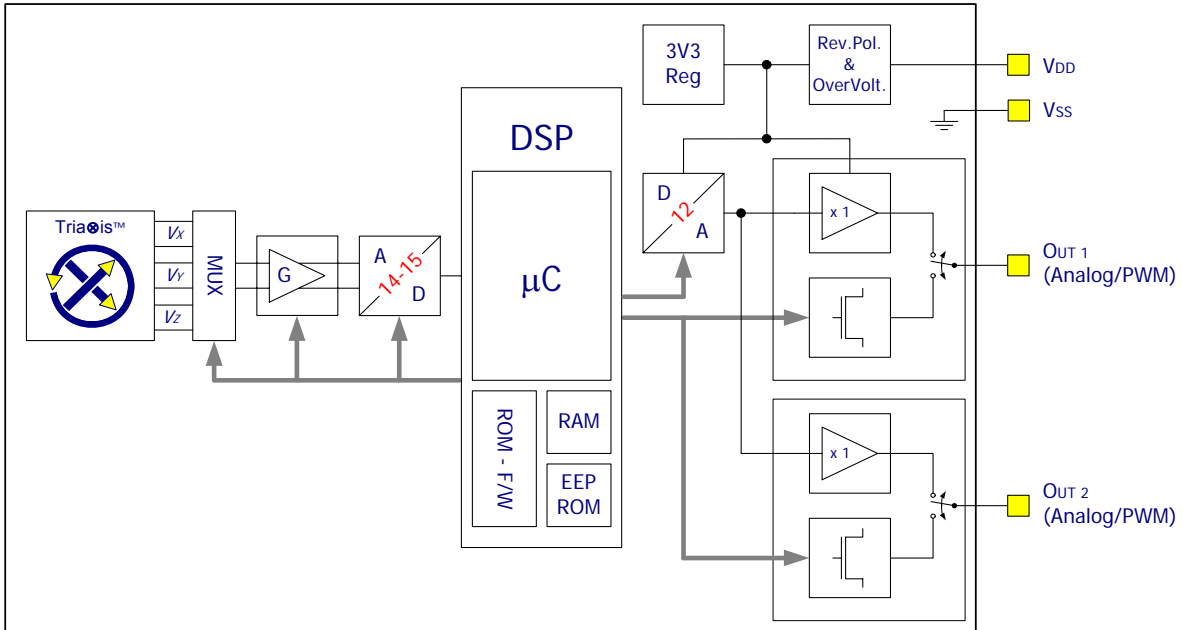 3V3
Reg
Rev.Pol.
&
OverVolt.
VDD
VSS
DSP
µC
ROM - F/W
RAM
EEP
ROM
Tria⊗is™
VX
VY
VZ
MUX
G
A
14-15
D
D
12
A
x 1
OUT 1
(Analog/PWM)
x 1
OUT 2
(Analog/PWM)